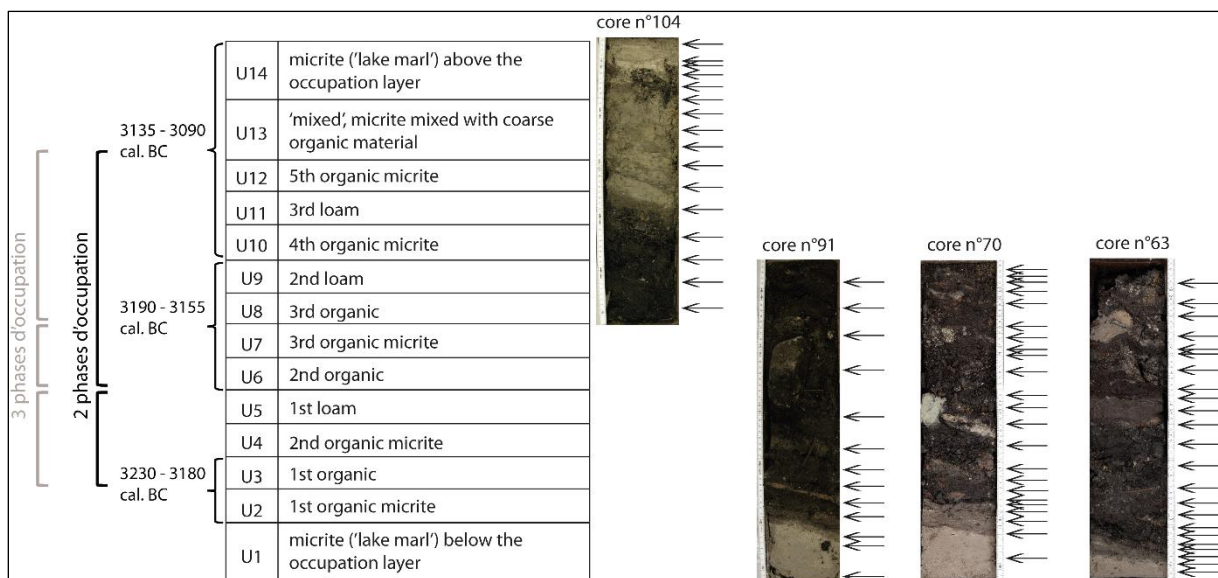 core n°104
U14 micrite ('lake marl') above the
occupation layer
U13 'mixed', micrite mixed with coarse
organic material
U12 5th organic micrite
U11 3rd loam
U10 4th organic micrite
U9 2nd loam
U8 3rd organic
U7 3rd organic micrite
U6 2nd organic
U5 1st loam
U4 2nd organic micrite
U3 1st organic
U2 1st organic micrite
U1 micrite ('lake marl') below the
occupation layer
3135 - 3090
cal. BC
3190 - 3155
cal. BC
3230 - 3180
cal. BC
3 phases d'occupation
2 phases d'occupation
core n°91
core n°70
core n°63